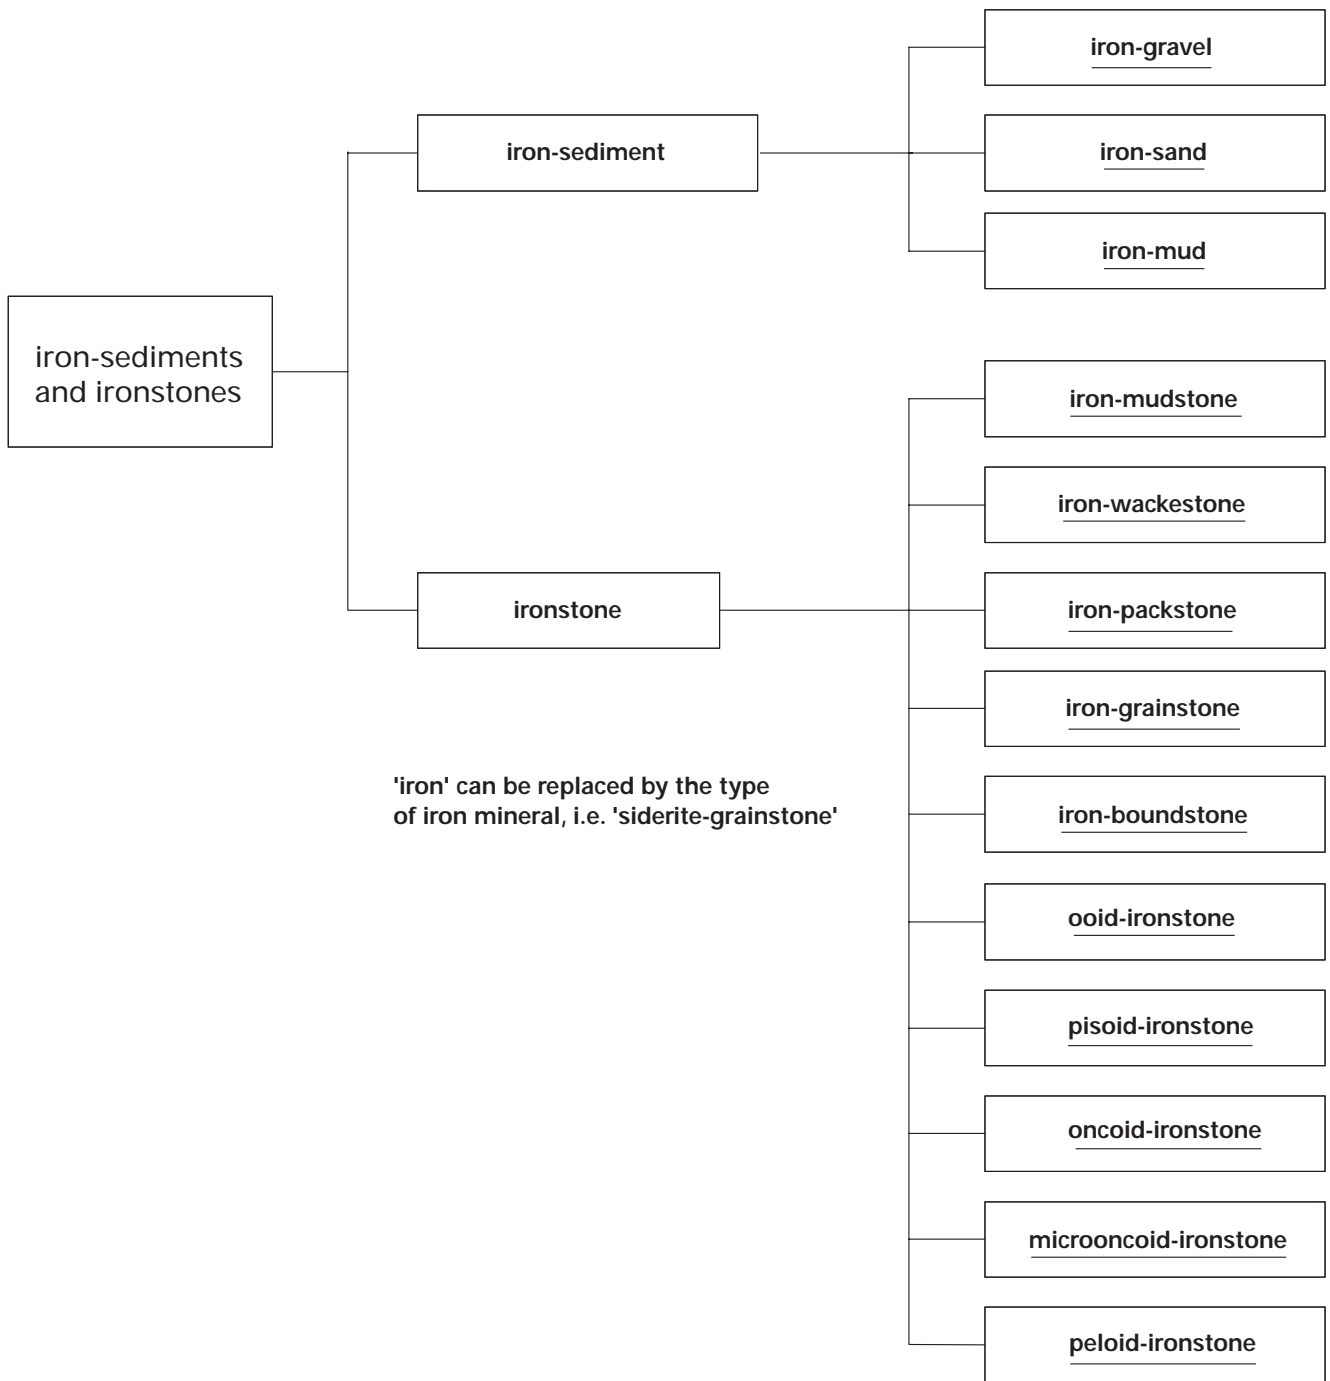 iron-gravel
iron-sediment
iron-sand
iron-mud
iron-sediments
and ironstones
iron-mudstone
iron-wackestone
ironstone
iron-packstone
iron-grainstone
'iron' can be replaced by the type
of iron mineral, i.e. 'siderite-grainstone'
iron-boundstone
ooid-ironstone
pisoid-ironstone
oncoid-ironstone
microoncoid-ironstone
peloid-ironstone